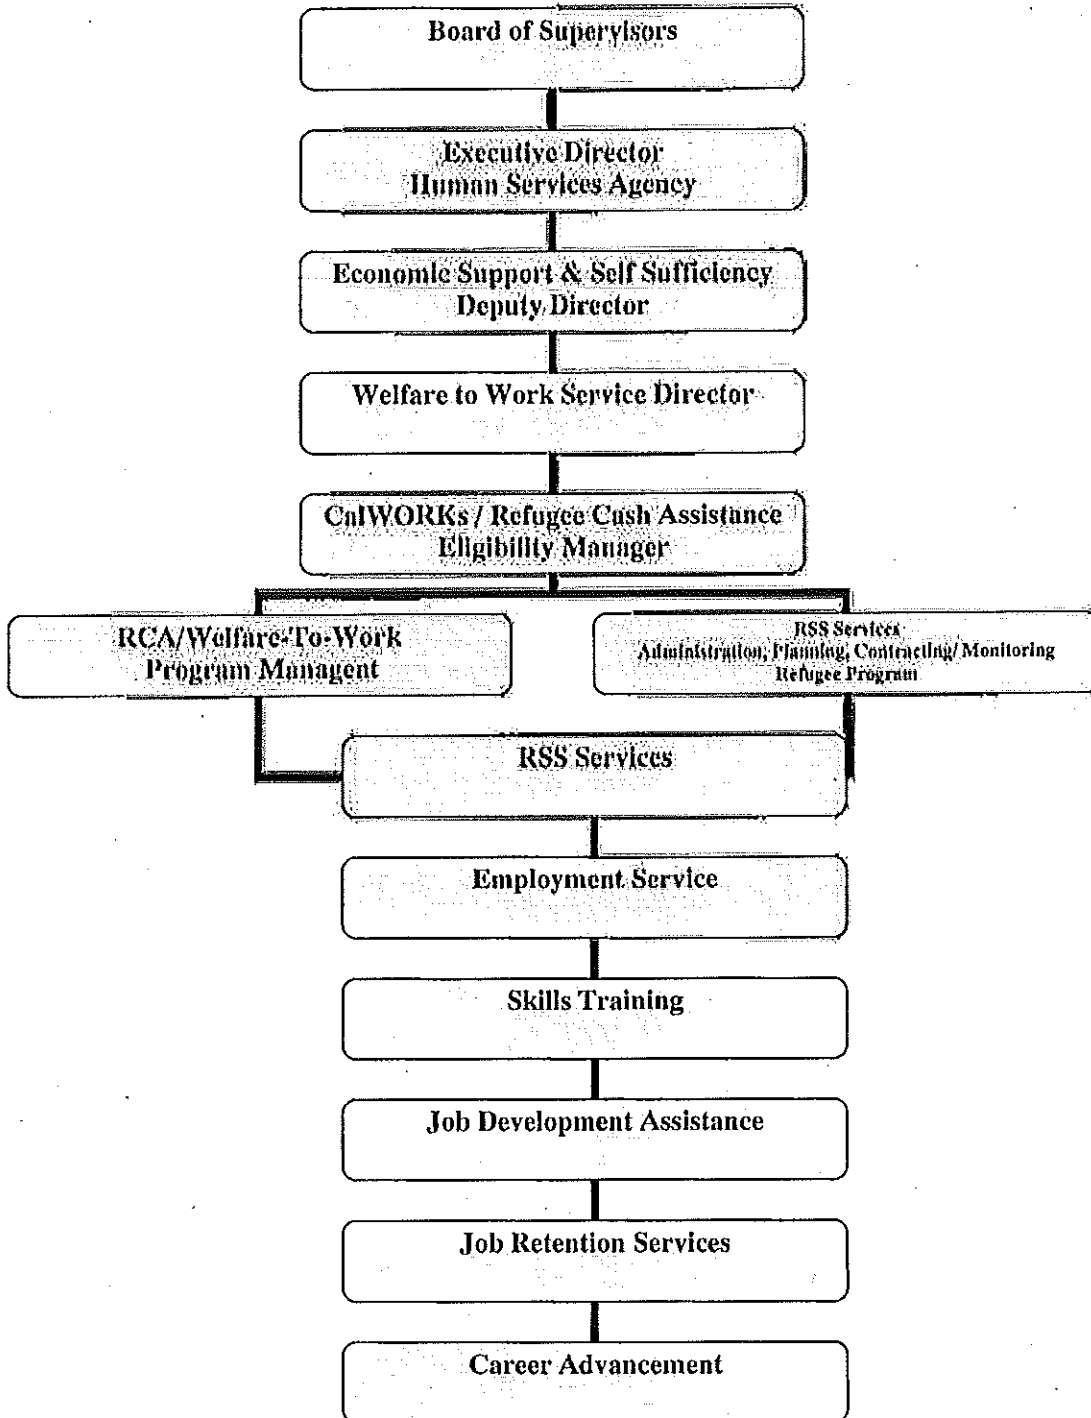 Board of Supervisors
Executive Director
Human Services Agency
Economic Support & Self Sufficiency
Deputy Director
Welfare to Work Service Director
CalWORKs / Refugee Cash Assistance
Eligibility Manager
RCA/Welfare-To-Work
Program Managent
RSS Services
Administration, Planning, Contracting/ Monitoring
Refugee Program
RSS Services
Employment Service
Skills Training
Job Development Assistance
Job Retention Services
Career Advancement